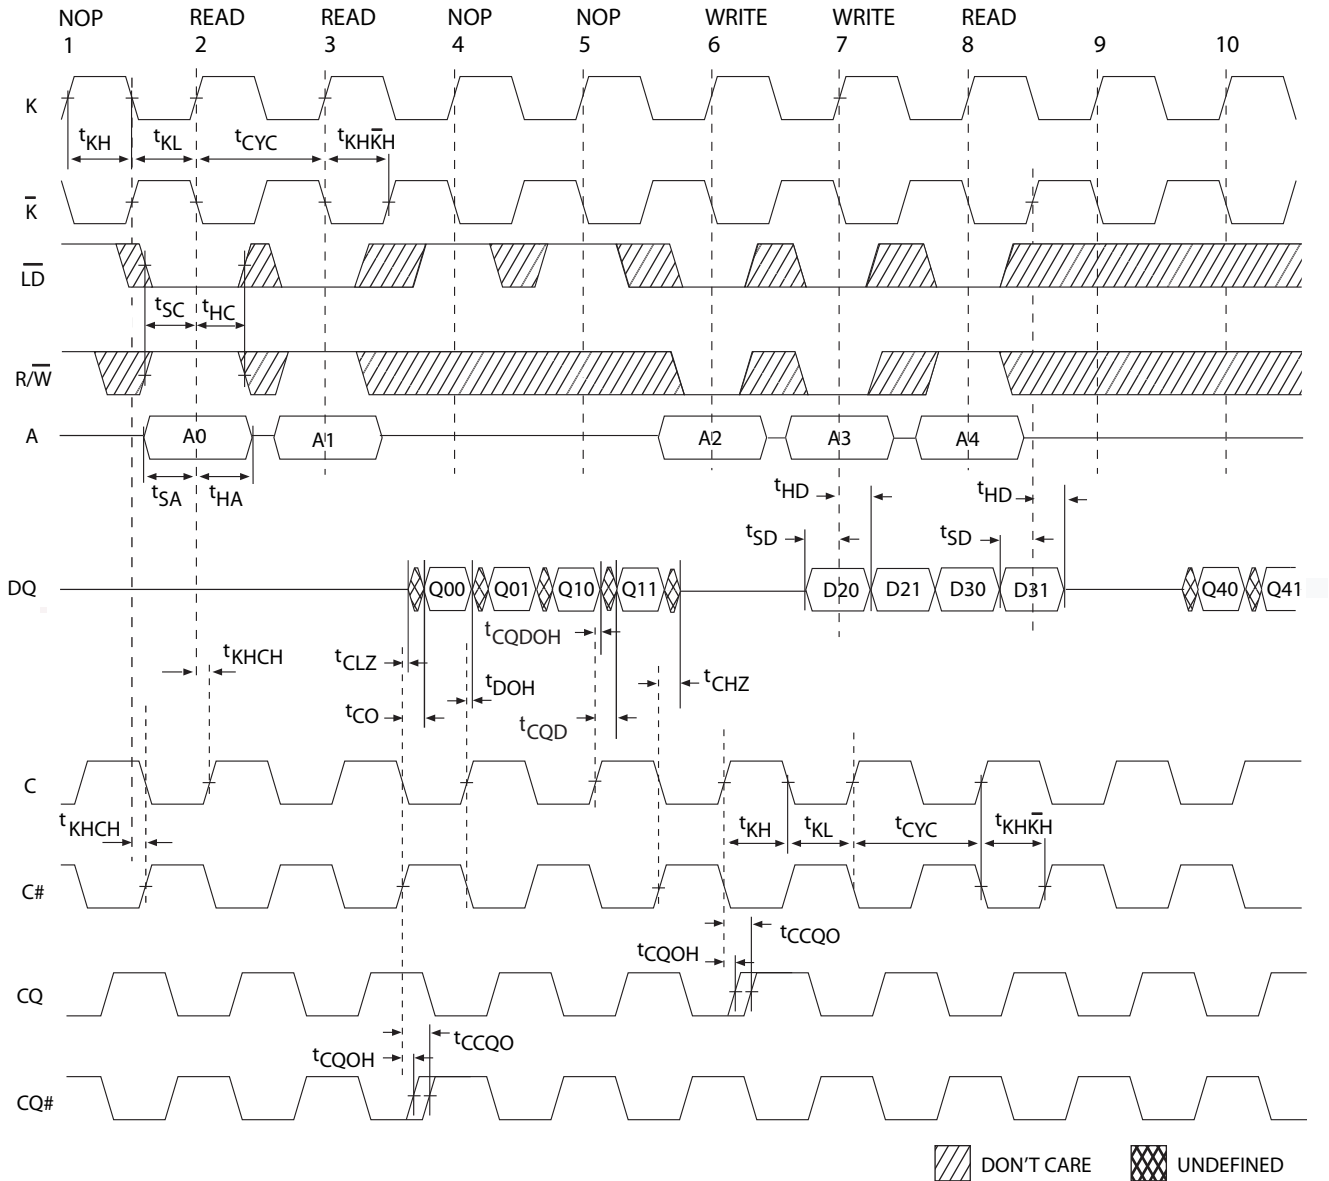 NOP READ READ NOP NOP WRITE WRITE READ
1 2 3 4 5 6 7 8 9 10
K
tKH tKL tCYC tKHK̅H
K̅
L̅D̅
tSC tHC
R/W̅
A A0 A1 A2 A3 A4
tSA tHA tHD tHD
tSD tSD
DQ Q00 Q01 Q10 Q11 D20 D21 D30 D31 Q40 Q41
tCQDOH
tKHCH tCLZ tDOH tCHZ
tCO tCQD
C
tKHCH tKH tKL tCYC tKHK̅H
C#
tCCQO
tCQOH
CQ
tCCQO
tCQOH
CQ#
DON'T CARE UNDEFINED